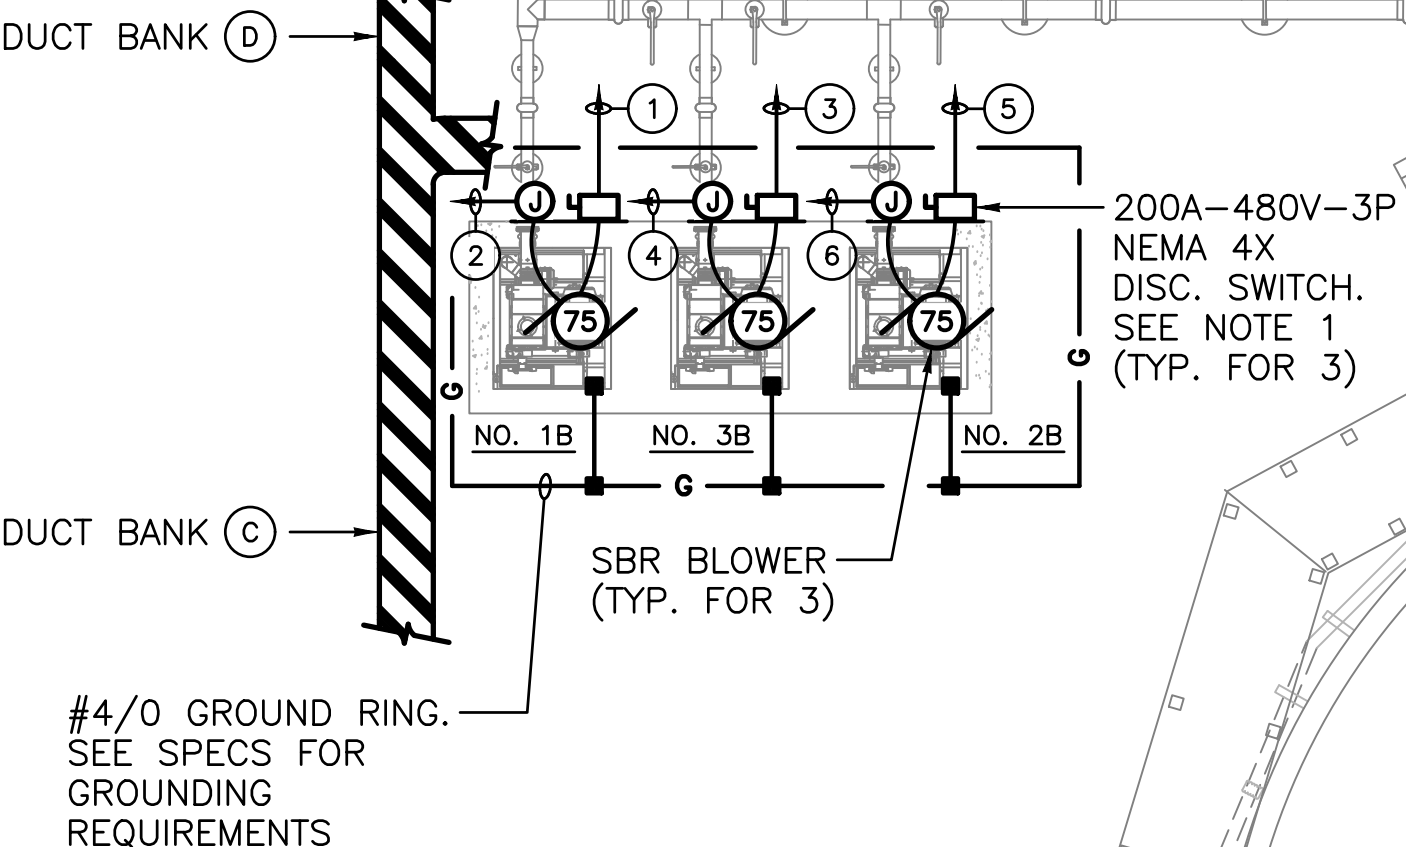 DUCT BANK D
1
3
5
J
J
J
200A-480V-3P
NEMA 4X
DISC. SWITCH.
SEE NOTE 1
(TYP. FOR 3)
2
4
6
75
75
75
G
G
NO. 1B
NO. 3B
NO. 2B
G
DUCT BANK C
SBR BLOWER
(TYP. FOR 3)
#4/0 GROUND RING.
SEE SPECS FOR
GROUNDING
REQUIREMENTS